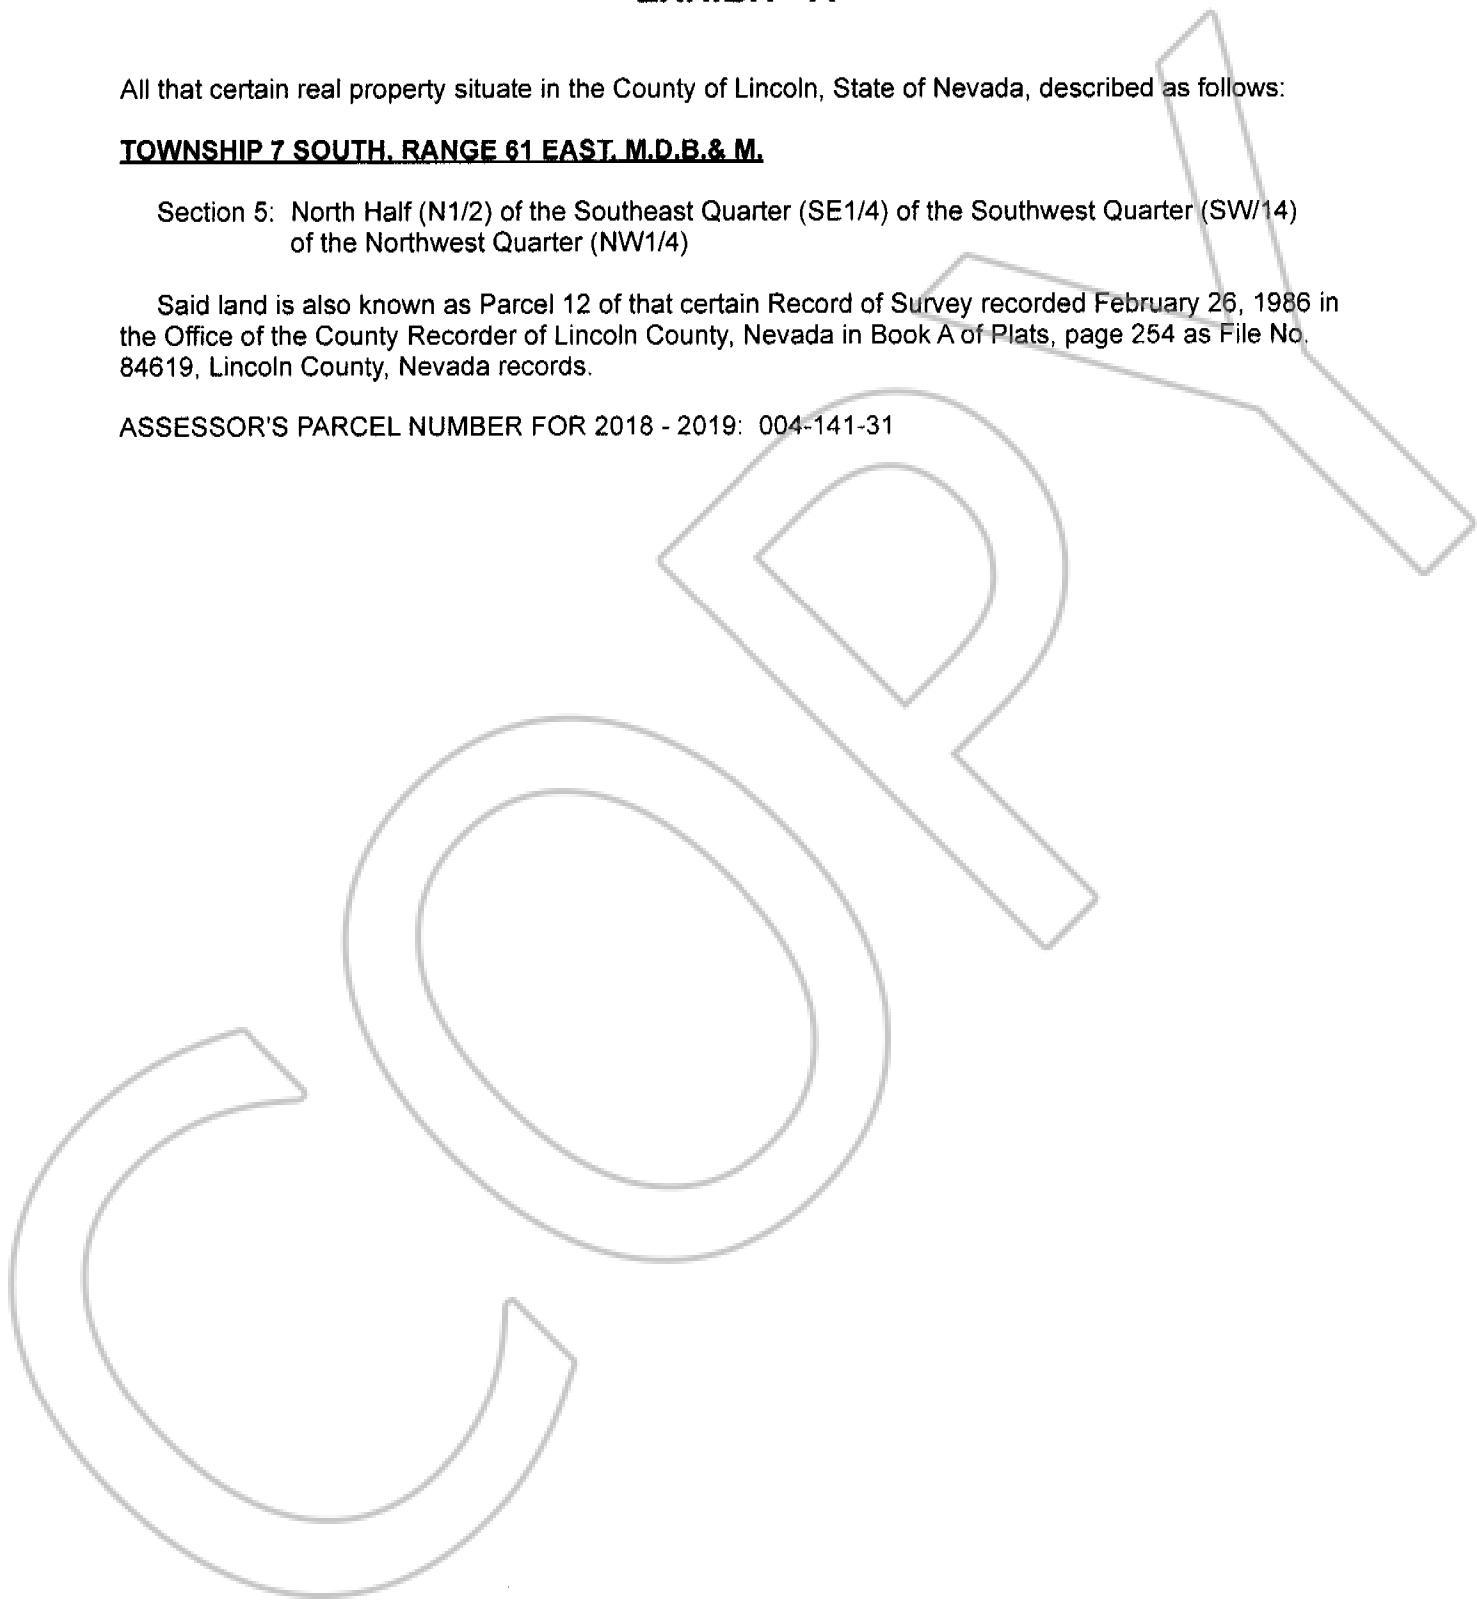 All that certain real property situate in the County of Lincoln, State of Nevada, described as follows:
TOWNSHIP 7 SOUTH, RANGE 61 EAST, M.D.B.& M.
Section 5: North Half (N1/2) of the Southeast Quarter (SE1/4) of the Southwest Quarter (SW/14)
of the Northwest Quarter (NW1/4)
Said land is also known as Parcel 12 of that certain Record of Survey recorded February 26, 1986 in
the Office of the County Recorder of Lincoln County, Nevada in Book A of Plats, page 254 as File No.
84619, Lincoln County, Nevada records.
ASSESSOR'S PARCEL NUMBER FOR 2018 - 2019: 004-141-31
COPY